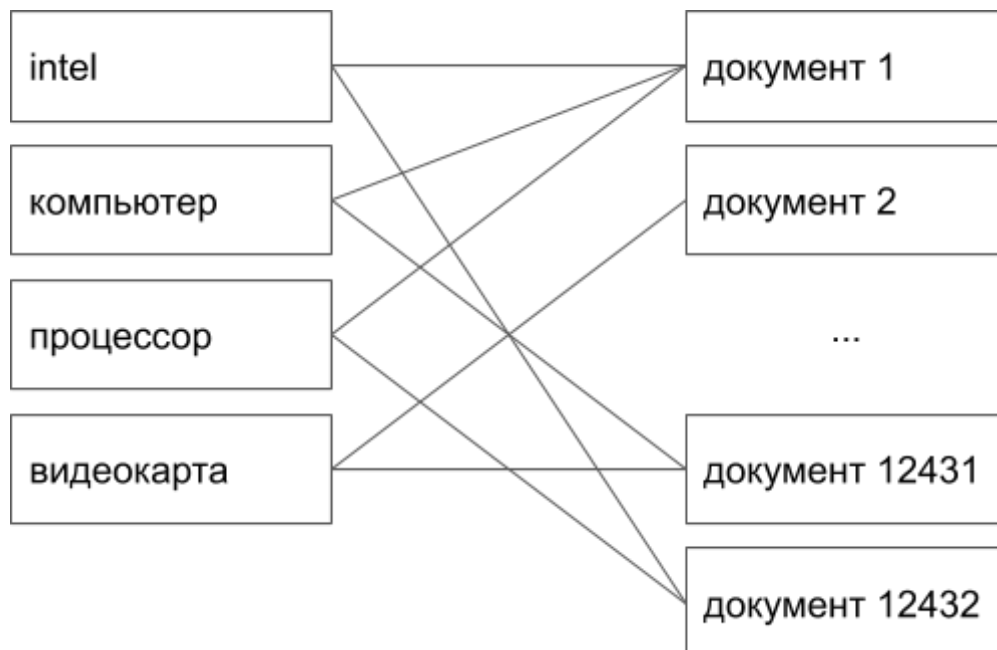 intel
компьютер
процессор
видеокарта
документ 1
документ 2
...
документ 12431
документ 12432